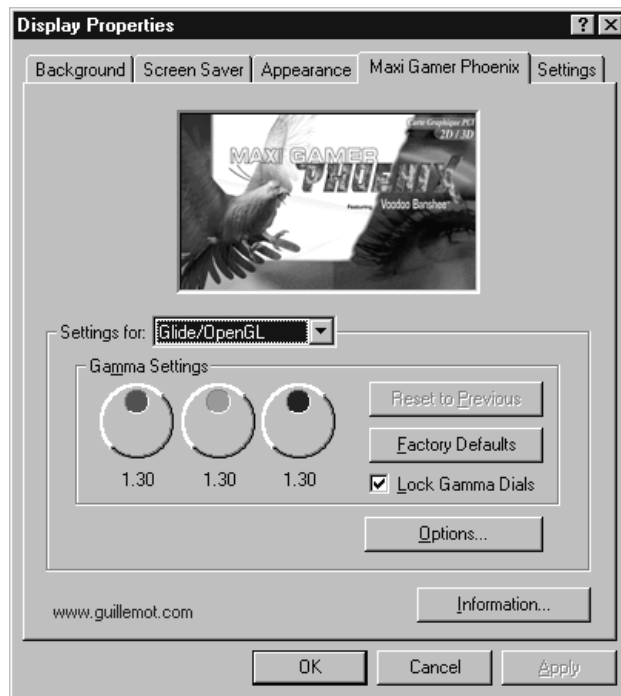 Display Properties
Background Screen Saver Appearance Maxi Gamer Phoenix Settings
Carte Graphique PCI
2D / 3D
MAXI GAMER
PHOENIX
Featuring Voodoo Banshee™
Settings for: Glide/OpenGL
Gamma Settings
Reset to Previous
Factory Defaults
1.30 1.30 1.30
Lock Gamma Dials
Options...
www.guillemot.com
Information...
OK Cancel Apply